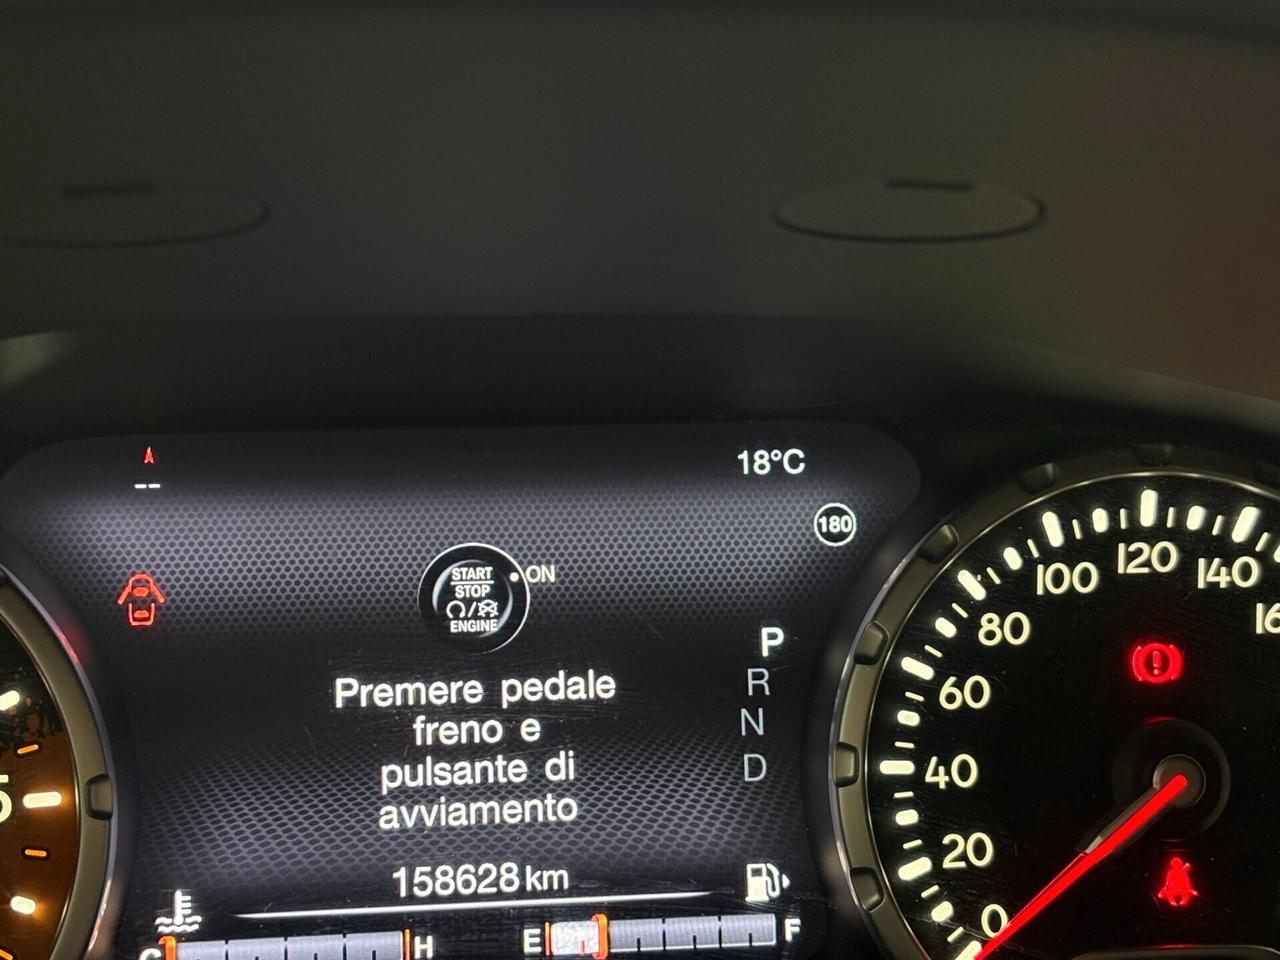 18°C
180
START
STOP
ENGINE
ON
Premere pedale
freno e
pulsante di
avviamento
P
R
N
D
158628 km
C
H
E
F
0
20
40
60
80
100
120
140